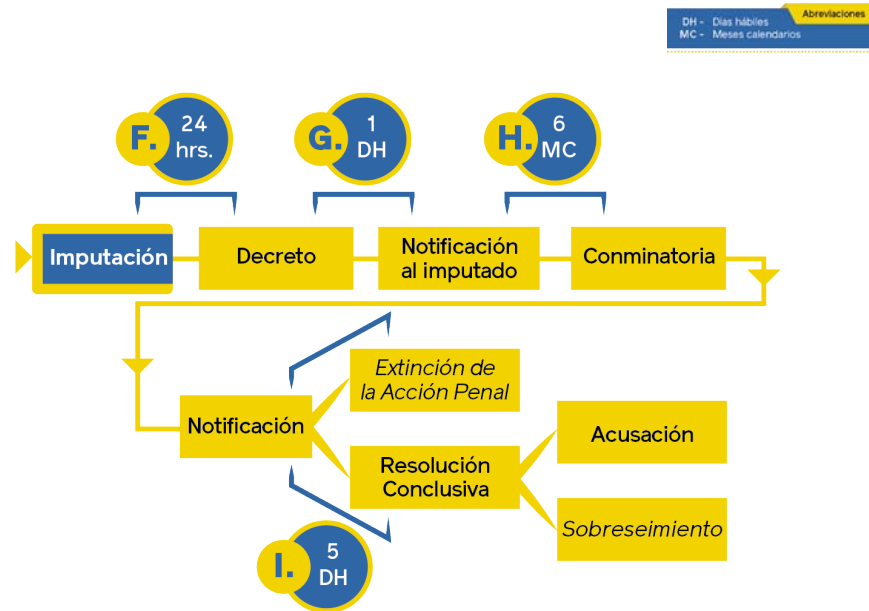 Abreviaciones
DH - Días hábiles
MC - Meses calendarios
F. 24
hrs.
G. 1
DH
H. 6
MC
Imputación
Decreto
Notificación
al imputado
Conminatoria
Extinción de
la Acción Penal
Notificación
Acusación
Resolución
Conclusiva
Sobreseimiento
I. 5
DH